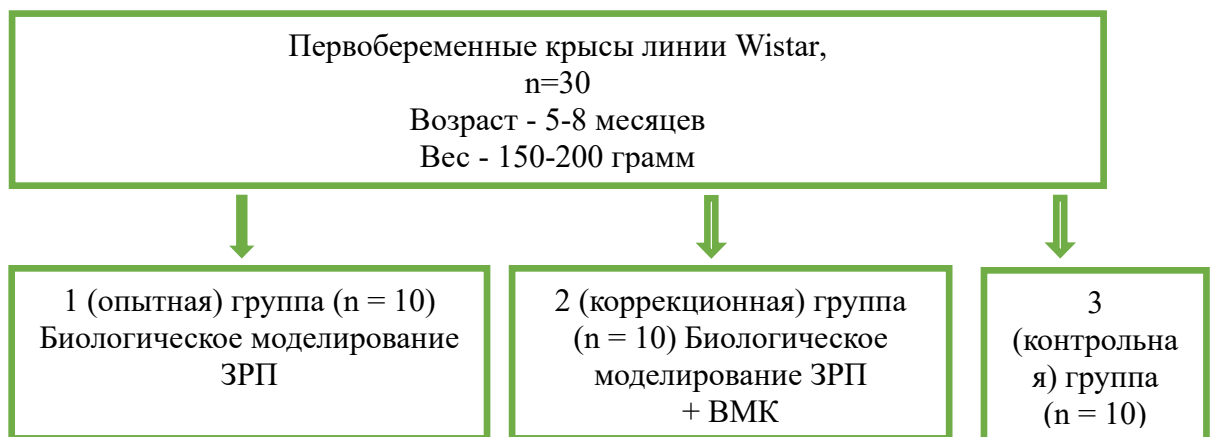 Первобеременные крысы линии Wistar,
n=30
Возраст - 5-8 месяцев
Вес - 150-200 грамм
1 (опытная) группа (n = 10)
Биологическое моделирование
ЗРП
2 (коррекционная) группа
(n = 10) Биологическое
моделирование ЗРП
+ ВМК
3
(контрольна
я) группа
(n = 10)